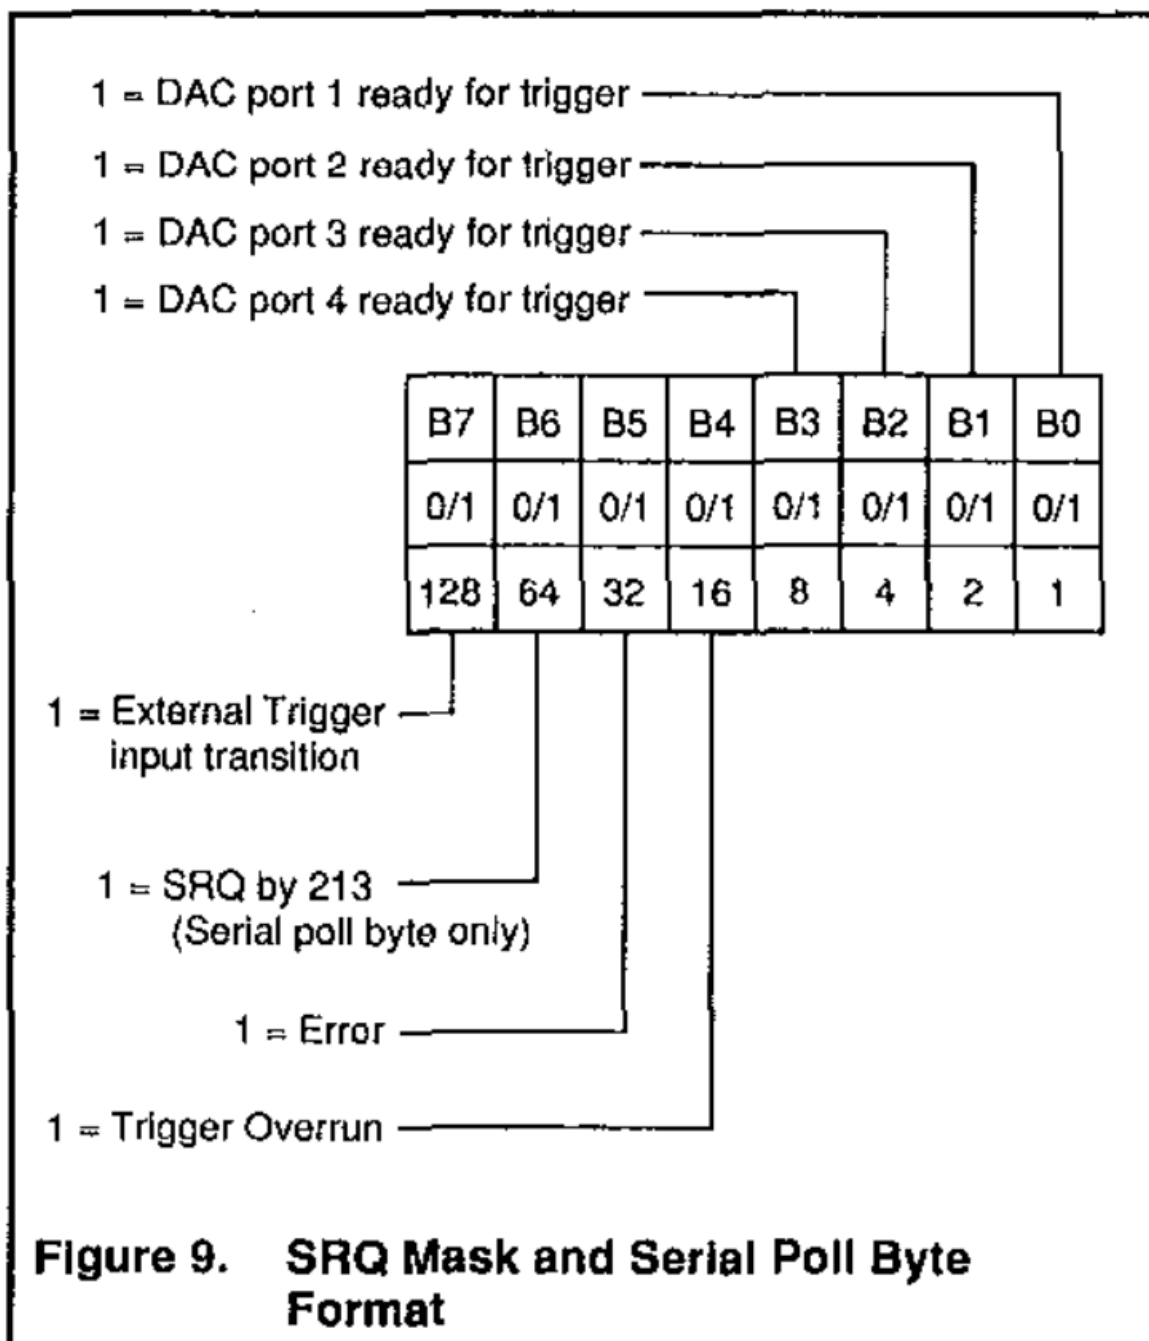 1 = DAC port 1 ready for trigger
1 = DAC port 2 ready for trigger
1 = DAC port 3 ready for trigger
1 = DAC port 4 ready for trigger
B7 B6 B5 B4 B3 B2 B1 B0
0/1 0/1 0/1 0/1 0/1 0/1 0/1 0/1
128 64 32 16 8 4 2 1
1 = External Trigger
input transition
1 = SRQ by 213
(Serial poll byte only)
1 = Error
1 = Trigger Overrun
Figure 9. SRQ Mask and Serial Poll Byte
Format